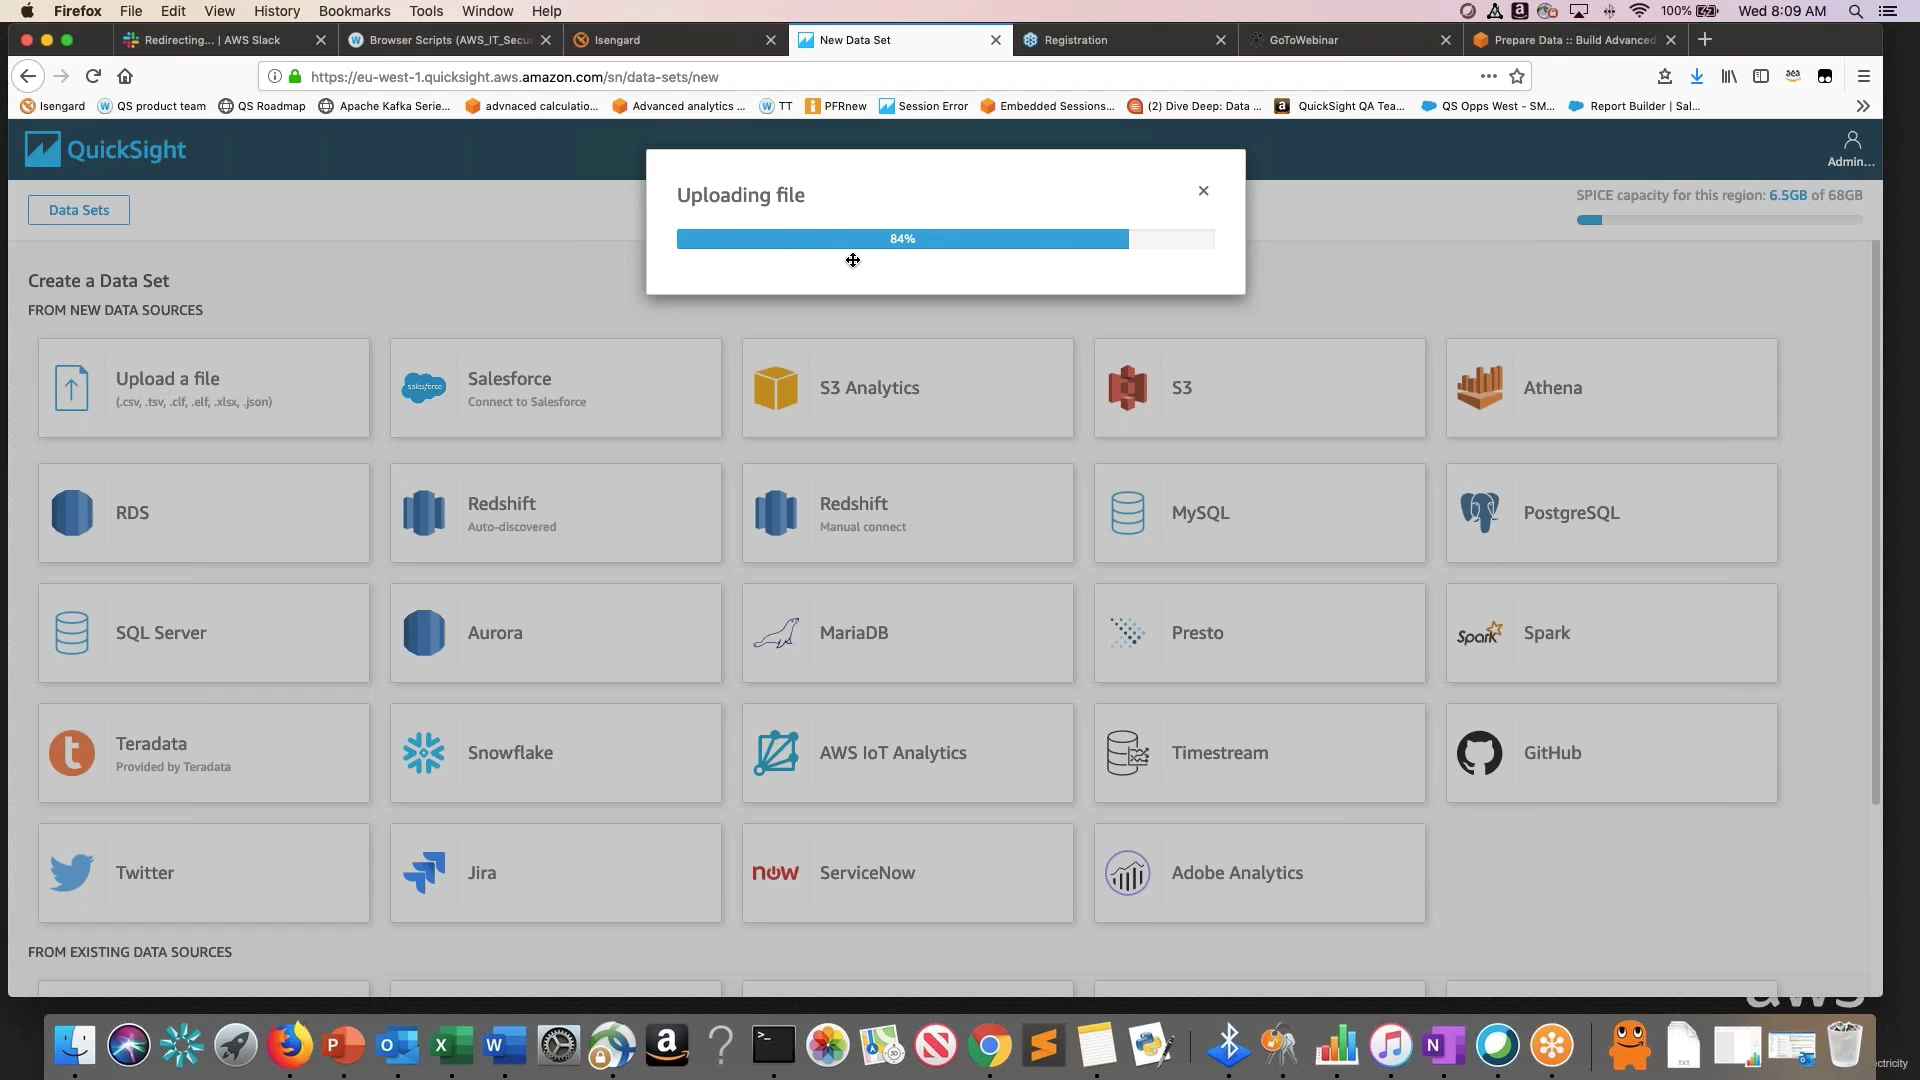 Firefox File Edit View History Bookmarks Tools Window Help 100% Wed 8:09 AM
Redirecting... | AWS Slack
Browser Scripts (AWS_IT_Secur
Isengard
New Data Set
Registration
GoToWebinar
Prepare Data :: Build Advanced
https://eu-west-1.quicksight.aws.amazon.com/sn/data-sets/new
Isengard QS product team QS Roadmap Apache Kafka Serie... advnaced calculatio... Advanced analytics ... TT PFRnew Session Error Embedded Sessions... (2) Dive Deep: Data ... QuickSight QA Tea... QS Opps West - SM... Report Builder | Sal...
QuickSight
Admin...
Uploading file
84%
Data Sets
SPICE capacity for this region: 6.5GB of 68GB
Create a Data Set
FROM NEW DATA SOURCES
Upload a file
(.csv, .tsv, .clf, .elf, .xlsx, .json)
salesforce
Salesforce
Connect to Salesforce
S3 Analytics
S3
Athena
RDS
Redshift
Auto-discovered
Redshift
Manual connect
MySQL
PostgreSQL
SQL Server
Aurora
MariaDB
Presto
Spark
Spark
Teradata
Provided by Teradata
Snowflake
AWS IoT Analytics
Timestream
GitHub
Twitter
Jira
now
ServiceNow
Adobe Analytics
FROM EXISTING DATA SOURCES
aws
TXT
ectricity